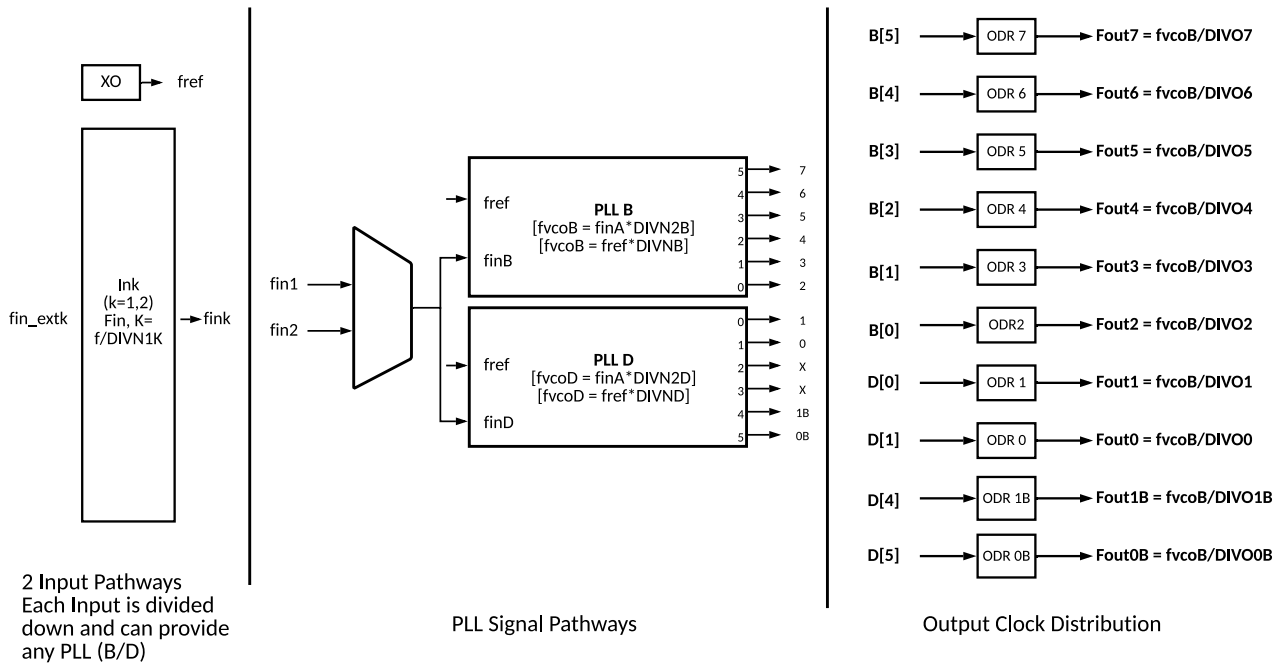 XO
fref
fin_extk
Ink
(k=1,2)
Fin, K=
f/DIVN1K
fink
2 Input Pathways
Each Input is divided
down and can provide
any PLL (B/D)
fin1
fin2
fref
finB
PLL B
[fvcoB = finA*DIVN2B]
[fvcoB = fref*DIVNB]
5 7
4 6
3 5
2 4
1 3
0 2
fref
finD
PLL D
[fvcoD = finA*DIVN2D]
[fvcoD = fref*DIVND]
0 1
1 0
2 X
3 X
4 1B
5 0B
PLL Signal Pathways
B[5] ODR 7 Fout7 = fvcoB/DIVO7
B[4] ODR 6 Fout6 = fvcoB/DIVO6
B[3] ODR 5 Fout5 = fvcoB/DIVO5
B[2] ODR 4 Fout4 = fvcoB/DIVO4
B[1] ODR 3 Fout3 = fvcoB/DIVO3
B[0] ODR2 Fout2 = fvcoB/DIVO2
D[0] ODR 1 Fout1 = fvcoB/DIVO1
D[1] ODR 0 Fout0 = fvcoB/DIVO0
D[4] ODR 1B Fout1B = fvcoB/DIVO1B
D[5] ODR 0B Fout0B = fvcoB/DIVO0B
Output Clock Distribution